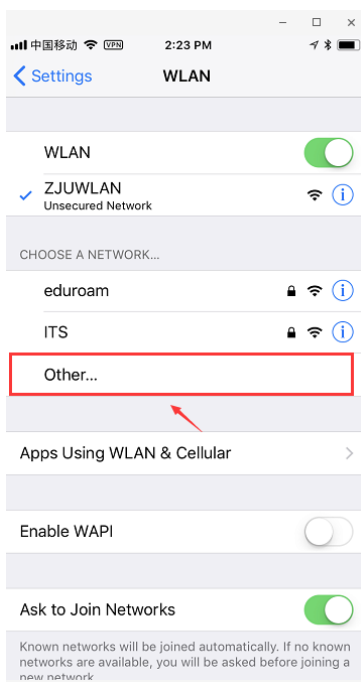 中国移动 VPN 2:23 PM
Settings WLAN
WLAN
ZJUWLAN
Unsecured Network
CHOOSE A NETWORK...
eduroam
ITS
Other...
Apps Using WLAN & Cellular
Enable WAPI
Ask to Join Networks
Known networks will be joined automatically. If no known
networks are available, you will be asked before joining a
new network.